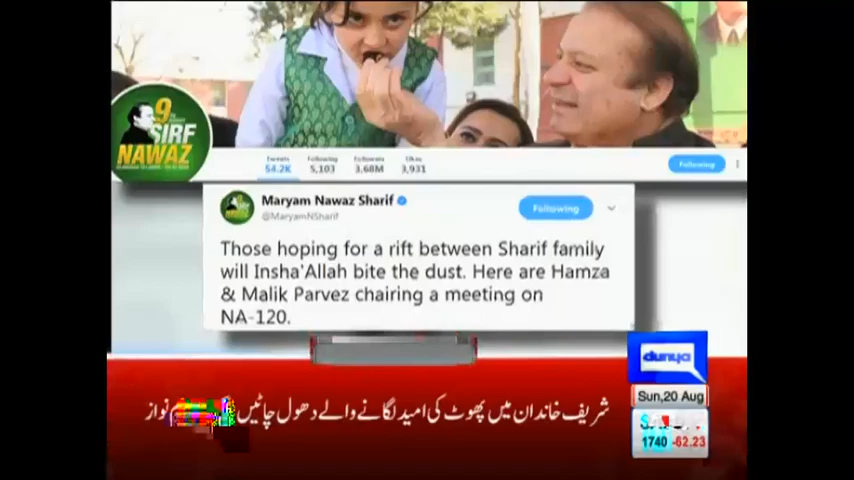 SIRF
NAWAZ
Tweets Following Followers Likes
54.2K 5,103 3.68M 3,931
Following
Maryam Nawaz Sharif
@MaryamNSharif
Following
Those hoping for a rift between Sharif family
will Insha'Allah bite the dust. Here are Hamza
& Malik Parvez chairing a meeting on
NA-120.
dunya
Sun,20 Aug
1740 -62.23
شریف خاندان میں پھوٹ کی امید لگانے والے دھول چاٹیں نواز